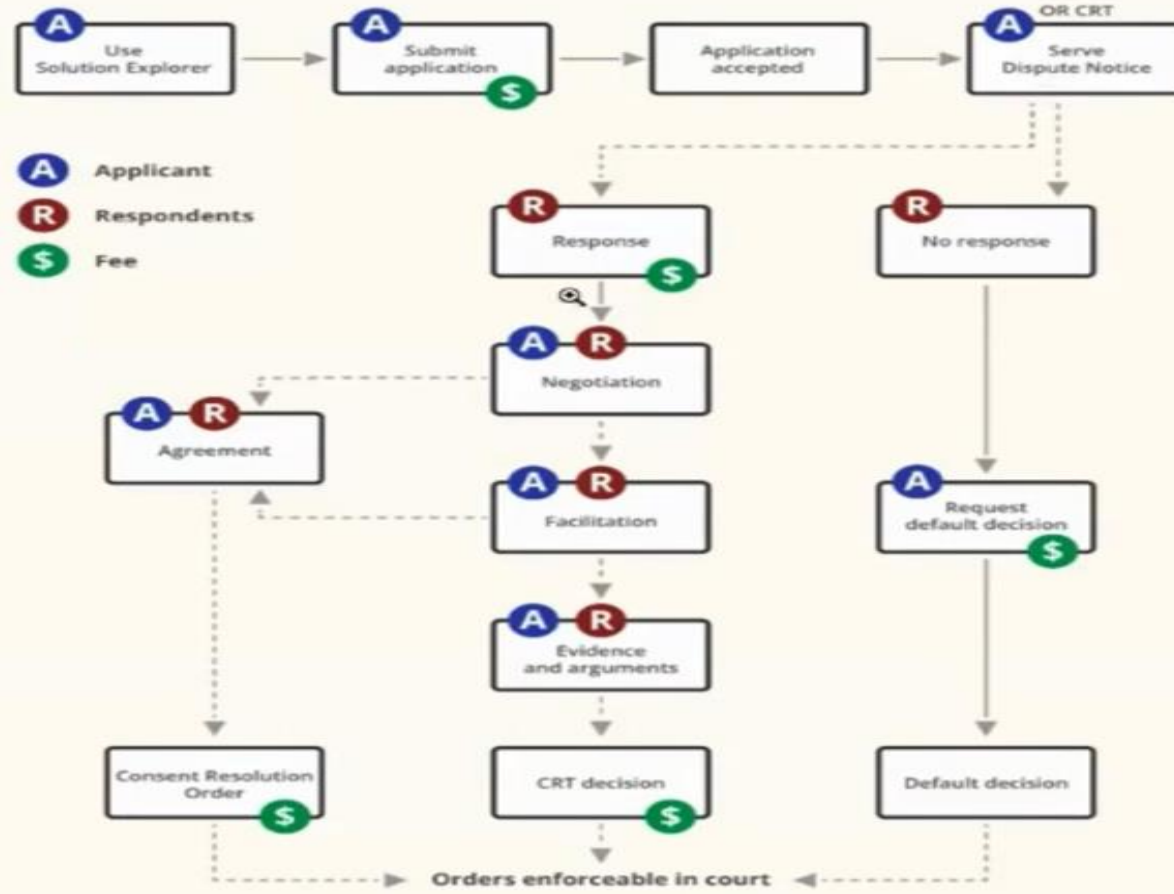 OR CRT
A
Use
Solution Explorer
A
Submit
application
$
Application
accepted
A
Serve
Dispute Notice
A Applicant
R Respondents
$ Fee
R
Response
$
R
No response
A R
Negotiation
A R
Agreement
A R
Facilitation
A
Request
default decision
$
A R
Evidence
and arguments
Consent Resolution
Order
$
CRT decision
$
Default decision
Orders enforceable in court